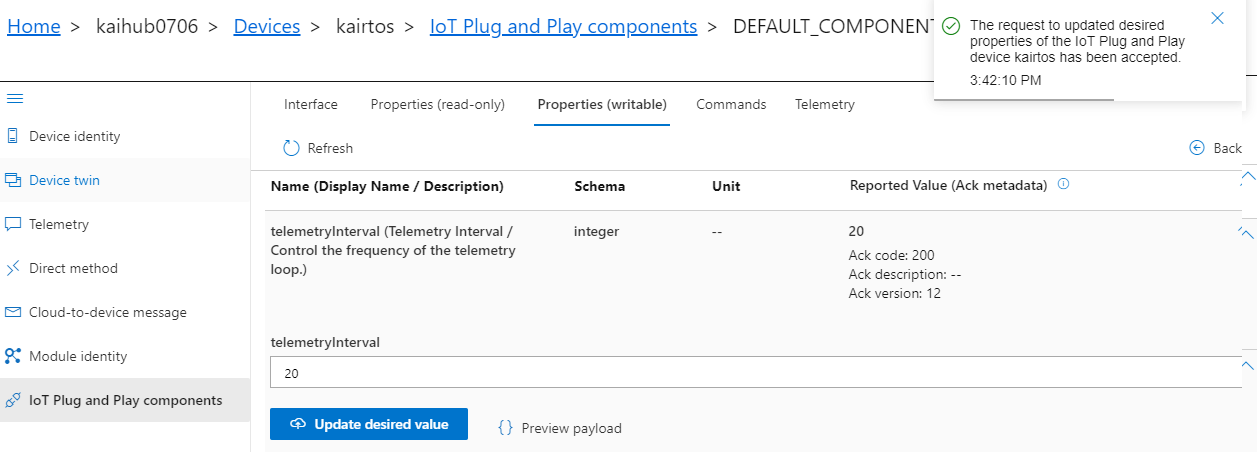 Home > kaihub0706 > Devices > kairtos > IoT Plug and Play components > DEFAULT_COMPONENT
The request to updated desired
properties of the IoT Plug and Play
device kairtos has been accepted.
3:42:10 PM
Interface Properties (read-only) Properties (writable) Commands Telemetry
Device identity
Refresh Back
Device twin
Name (Display Name / Description) Schema Unit Reported Value (Ack metadata)
Telemetry
telemetryInterval (Telemetry Interval / integer -- 20
Control the frequency of the telemetry Ack code: 200
loop.) Ack description: --
Direct method
Ack version: 12
Cloud-to-device message
telemetryInterval
Module identity
20
IoT Plug and Play components
Update desired value {} Preview payload